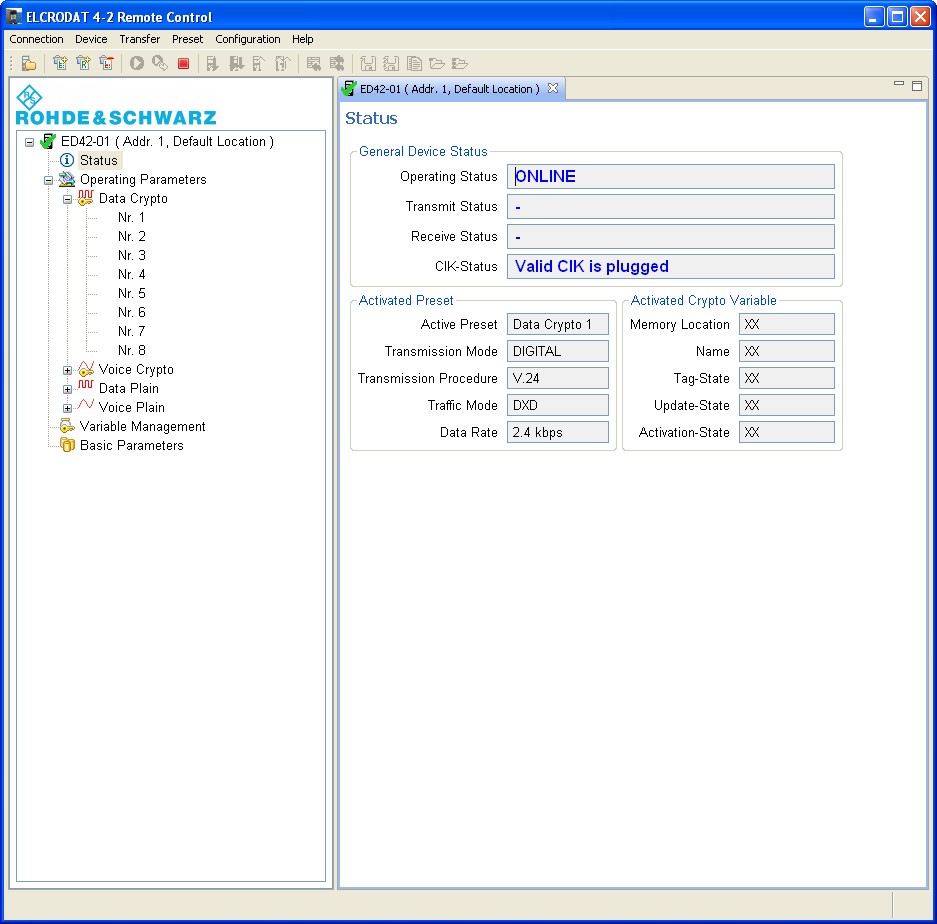 ELCRODAT 4-2 Remote Control
Connection Device Transfer Preset Configuration Help
R/S
ROHDE & SCHWARZ
ED42-01 ( Addr. 1, Default Location )
Status
Operating Parameters
Data Crypto
Nr. 1
Nr. 2
Nr. 3
Nr. 4
Nr. 5
Nr. 6
Nr. 7
Nr. 8
Voice Crypto
Data Plain
Voice Plain
Variable Management
Basic Parameters
ED42-01 ( Addr. 1, Default Location )
Status
General Device Status
Operating Status ONLINE
Transmit Status -
Receive Status -
CIK-Status Valid CIK is plugged
Activated Preset
Active Preset Data Crypto 1
Transmission Mode DIGITAL
Transmission Procedure V.24
Traffic Mode DXD
Data Rate 2.4 kbps
Activated Crypto Variable
Memory Location XX
Name XX
Tag-State XX
Update-State XX
Activation-State XX